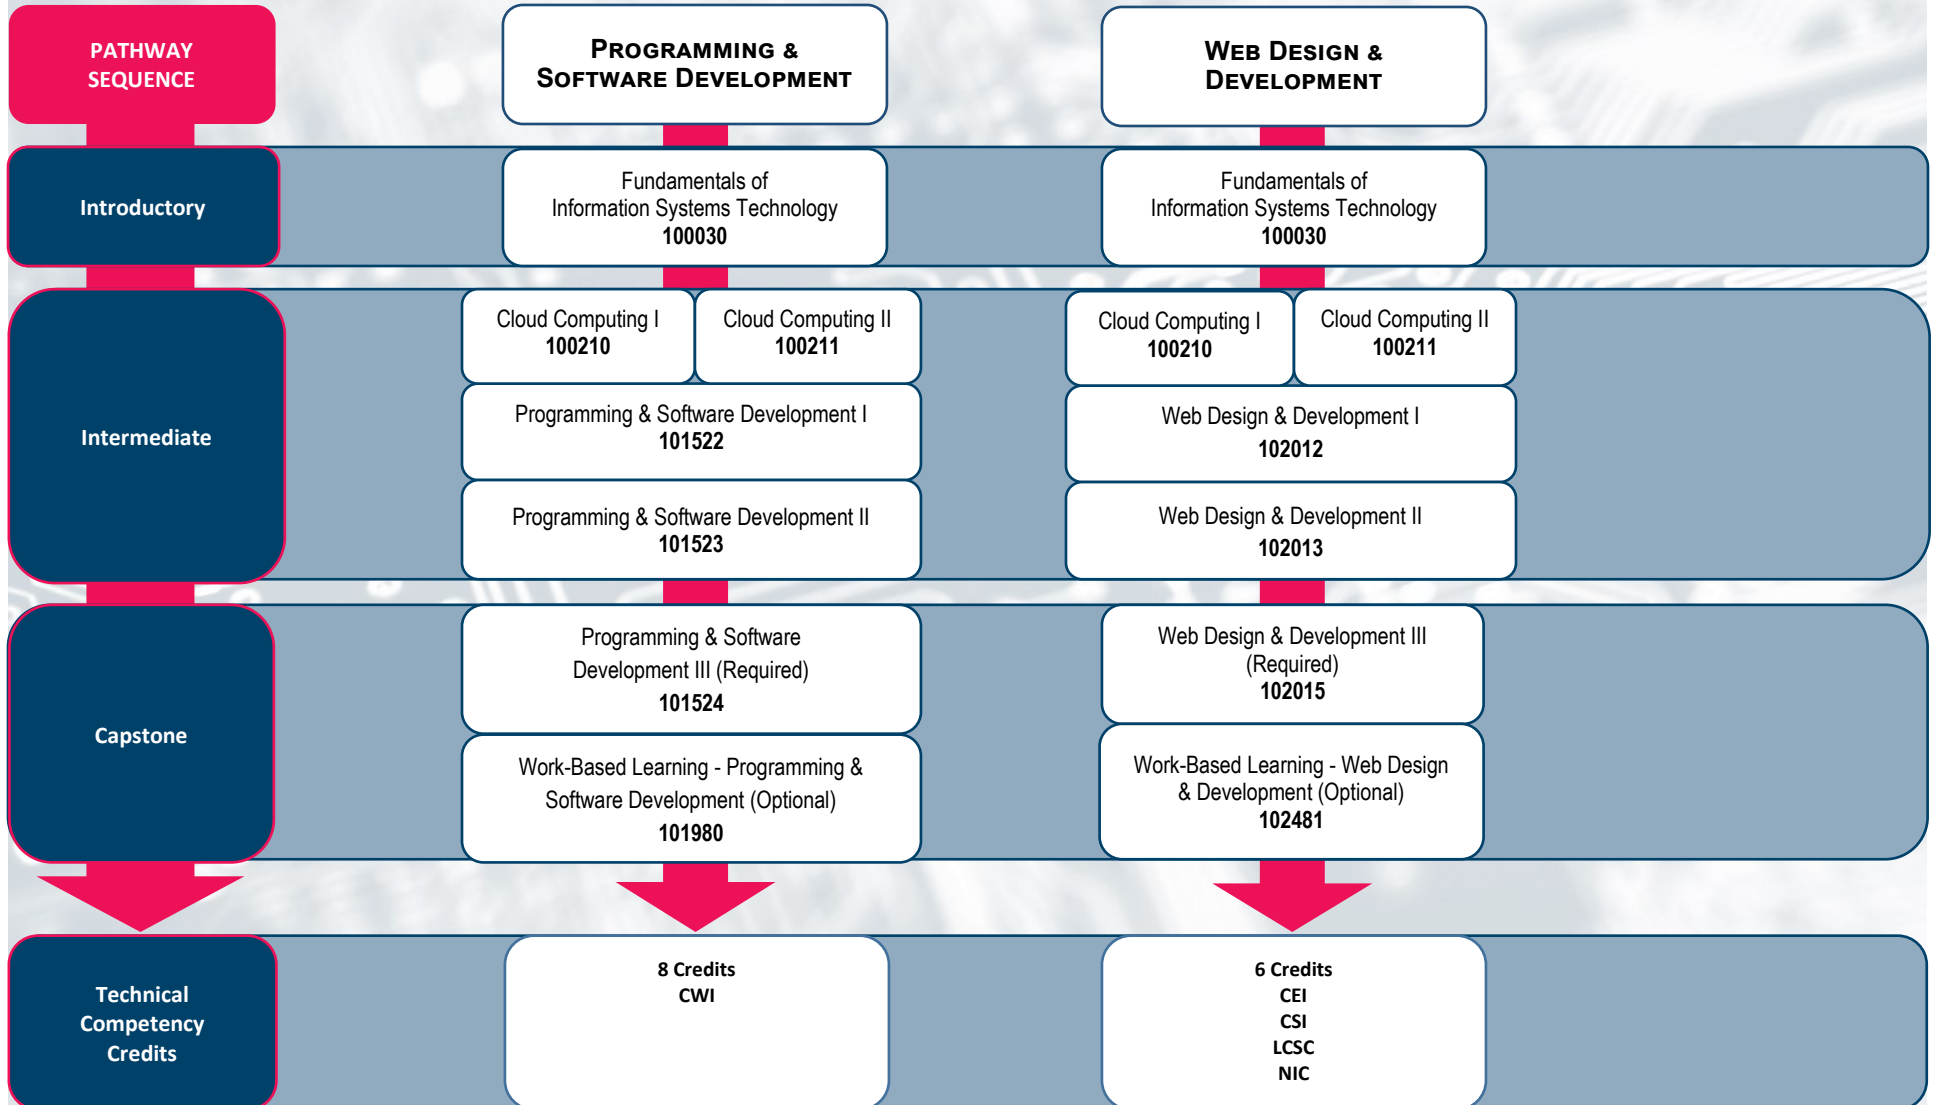 PATHWAY
SEQUENCE
PROGRAMMING &
SOFTWARE DEVELOPMENT
WEB DESIGN &
DEVELOPMENT
Introductory
Fundamentals of
Information Systems Technology
100030
Fundamentals of
Information Systems Technology
100030
Intermediate
Cloud Computing I
100210
Cloud Computing II
100211
Programming & Software Development I
101522
Programming & Software Development II
101523
Cloud Computing I
100210
Cloud Computing II
100211
Web Design & Development I
102012
Web Design & Development II
102013
Capstone
Programming & Software
Development III (Required)
101524
Work-Based Learning - Programming &
Software Development (Optional)
101980
Web Design & Development III
(Required)
102015
Work-Based Learning - Web Design
& Development (Optional)
102481
Technical
Competency
Credits
8 Credits
CWI
6 Credits
CEI
CSI
LCSC
NIC